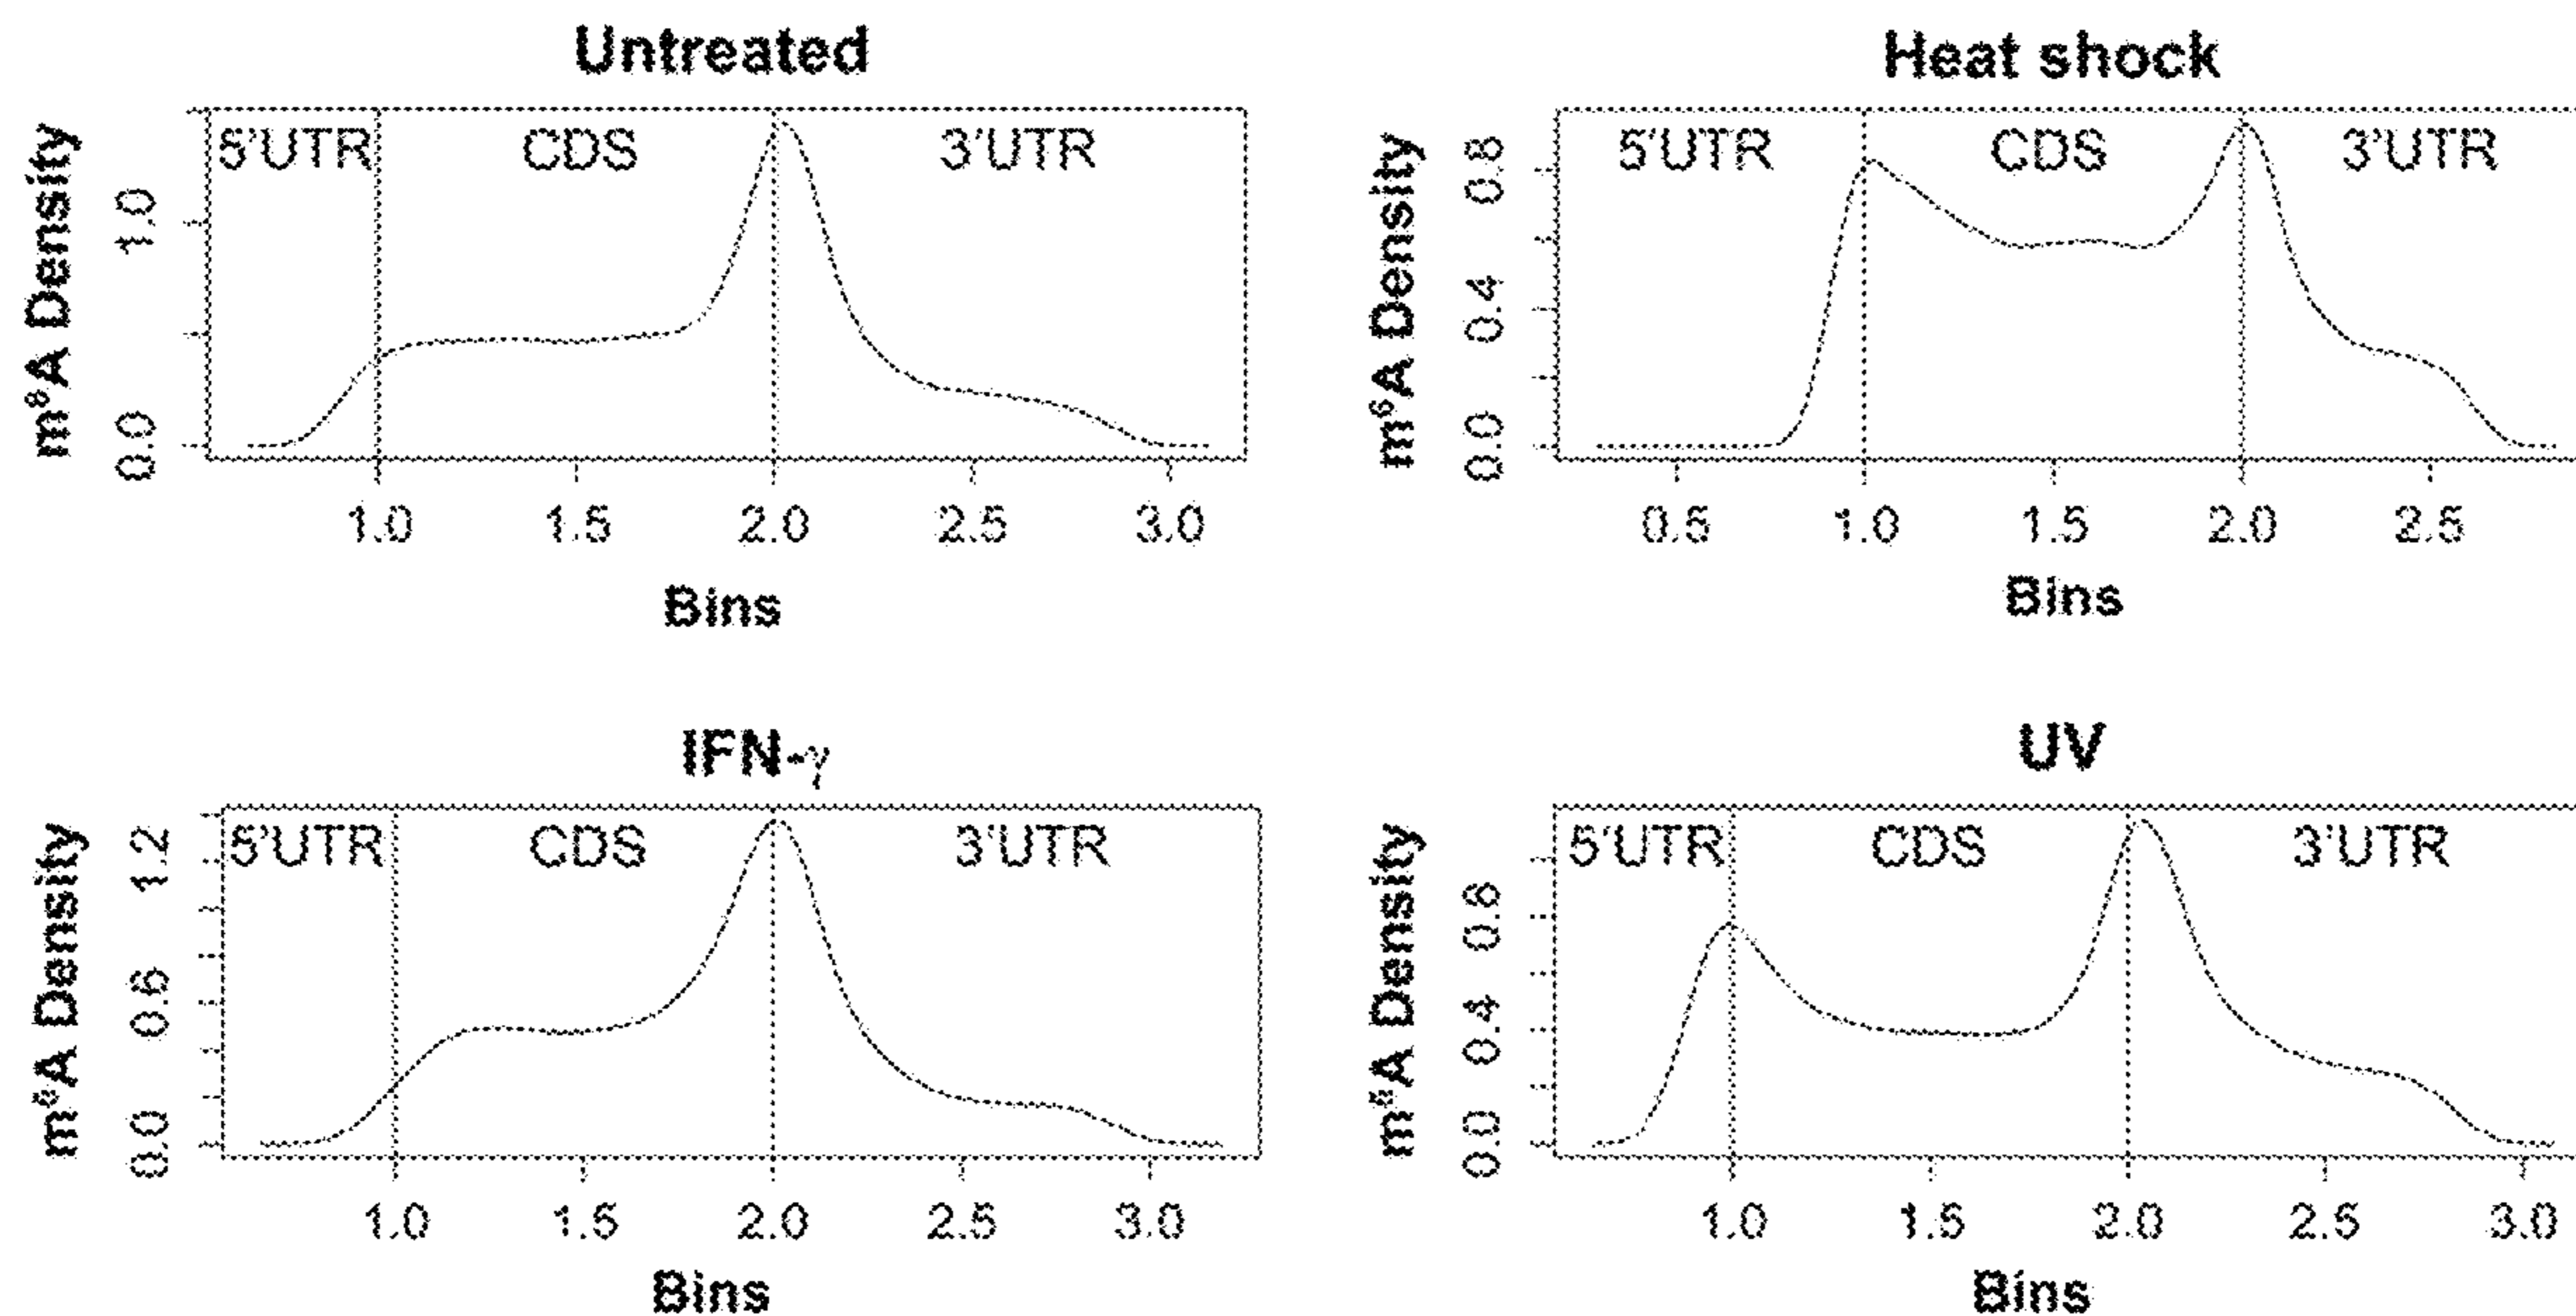 Untreated
5'UTR CDS 3'UTR
m⁶A Density
1.0
0.0
1.0 1.5 2.0 2.5 3.0
Bins
Heat shock
5'UTR CDS 3'UTR
m⁶A Density
0.8
0.4
0.0
0.5 1.0 1.5 2.0 2.5
Bins
IFN-γ
5'UTR CDS 3'UTR
m⁶A Density
1.2
0.6
0.0
1.0 1.5 2.0 2.5 3.0
Bins
UV
5'UTR CDS 3'UTR
m⁶A Density
0.8
0.4
0.0
1.0 1.5 2.0 2.5 3.0
Bins